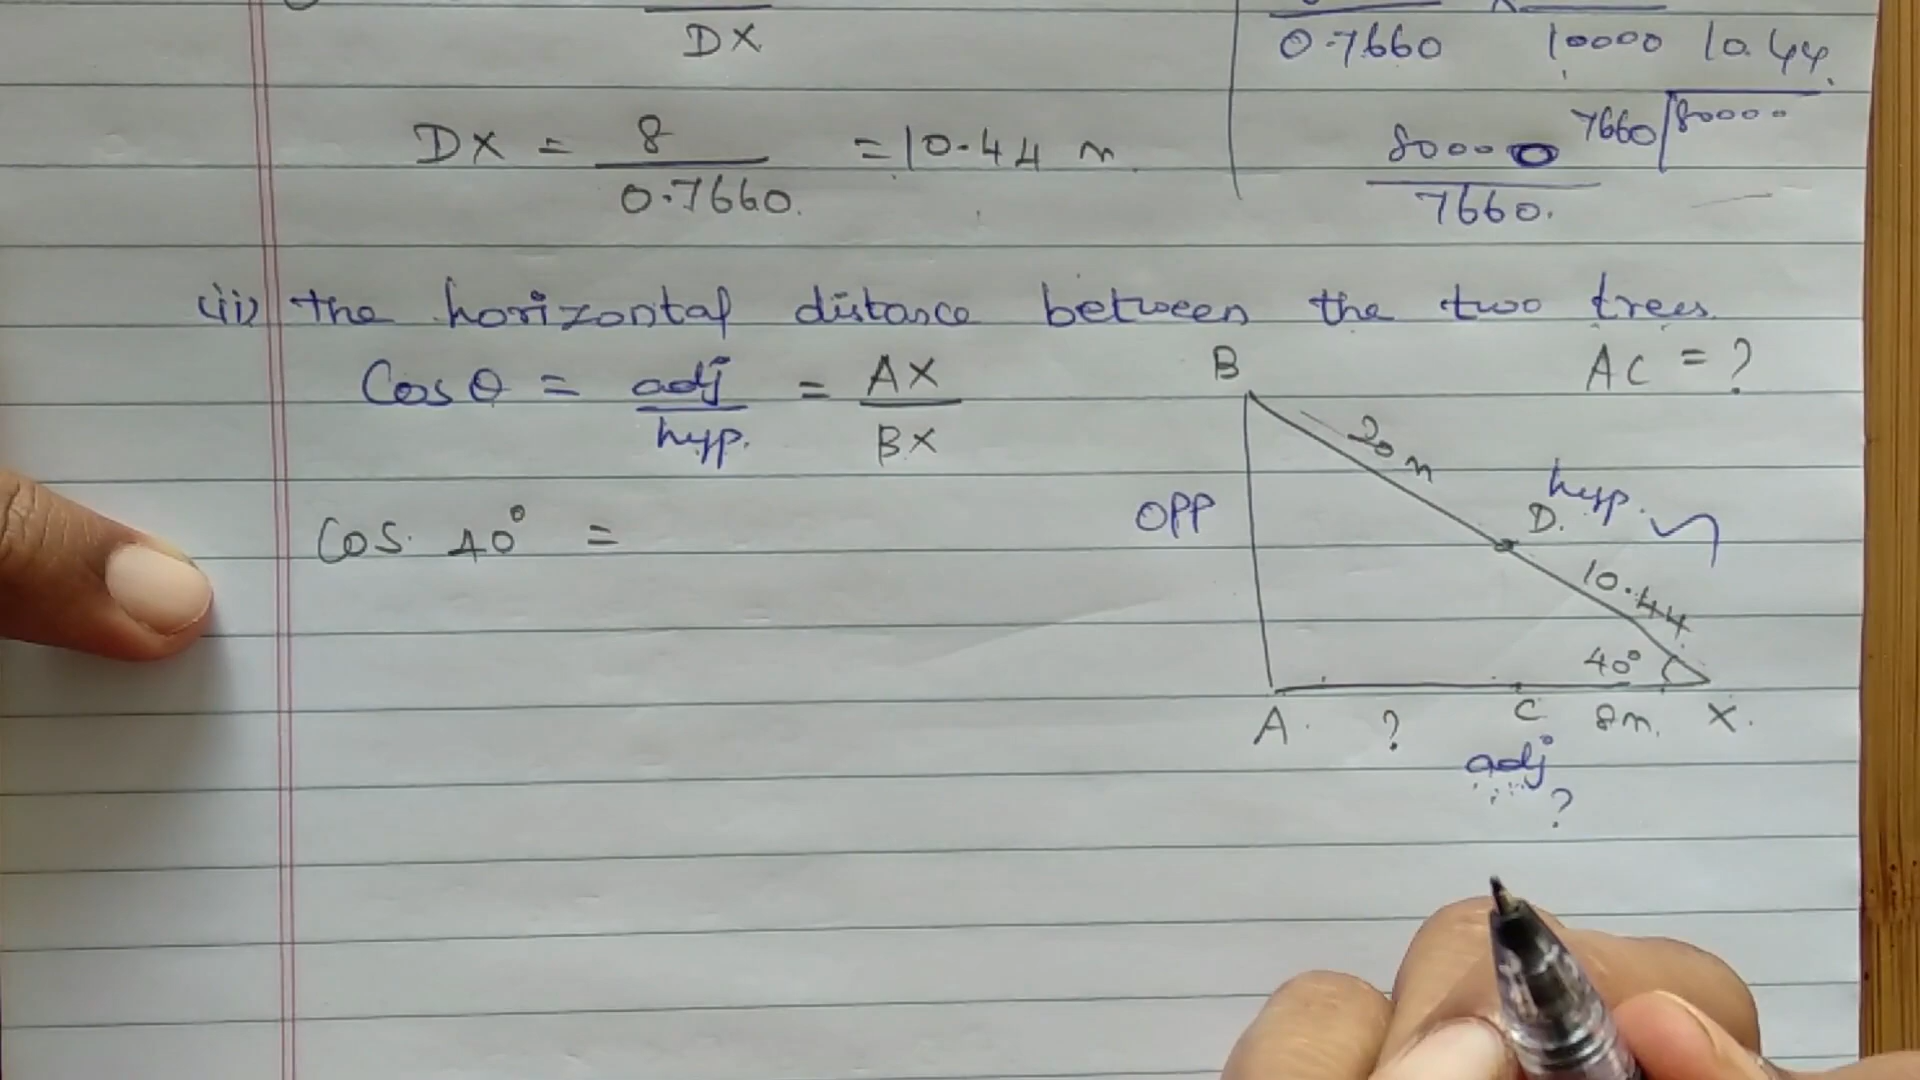 DX
0.7660 10000 10.44
DX = 8 / 0.7660 = 10.44 m
80000 / 7660. 7660 80000
(ii) the horizontal distance between the two trees
AC = ?
Cos θ = adj / hyp. = AX / BX
Cos. 40° =
B
20 m
hyp.
OPP
D.
10.44
40°
A ? C 8m. X.
adj
?